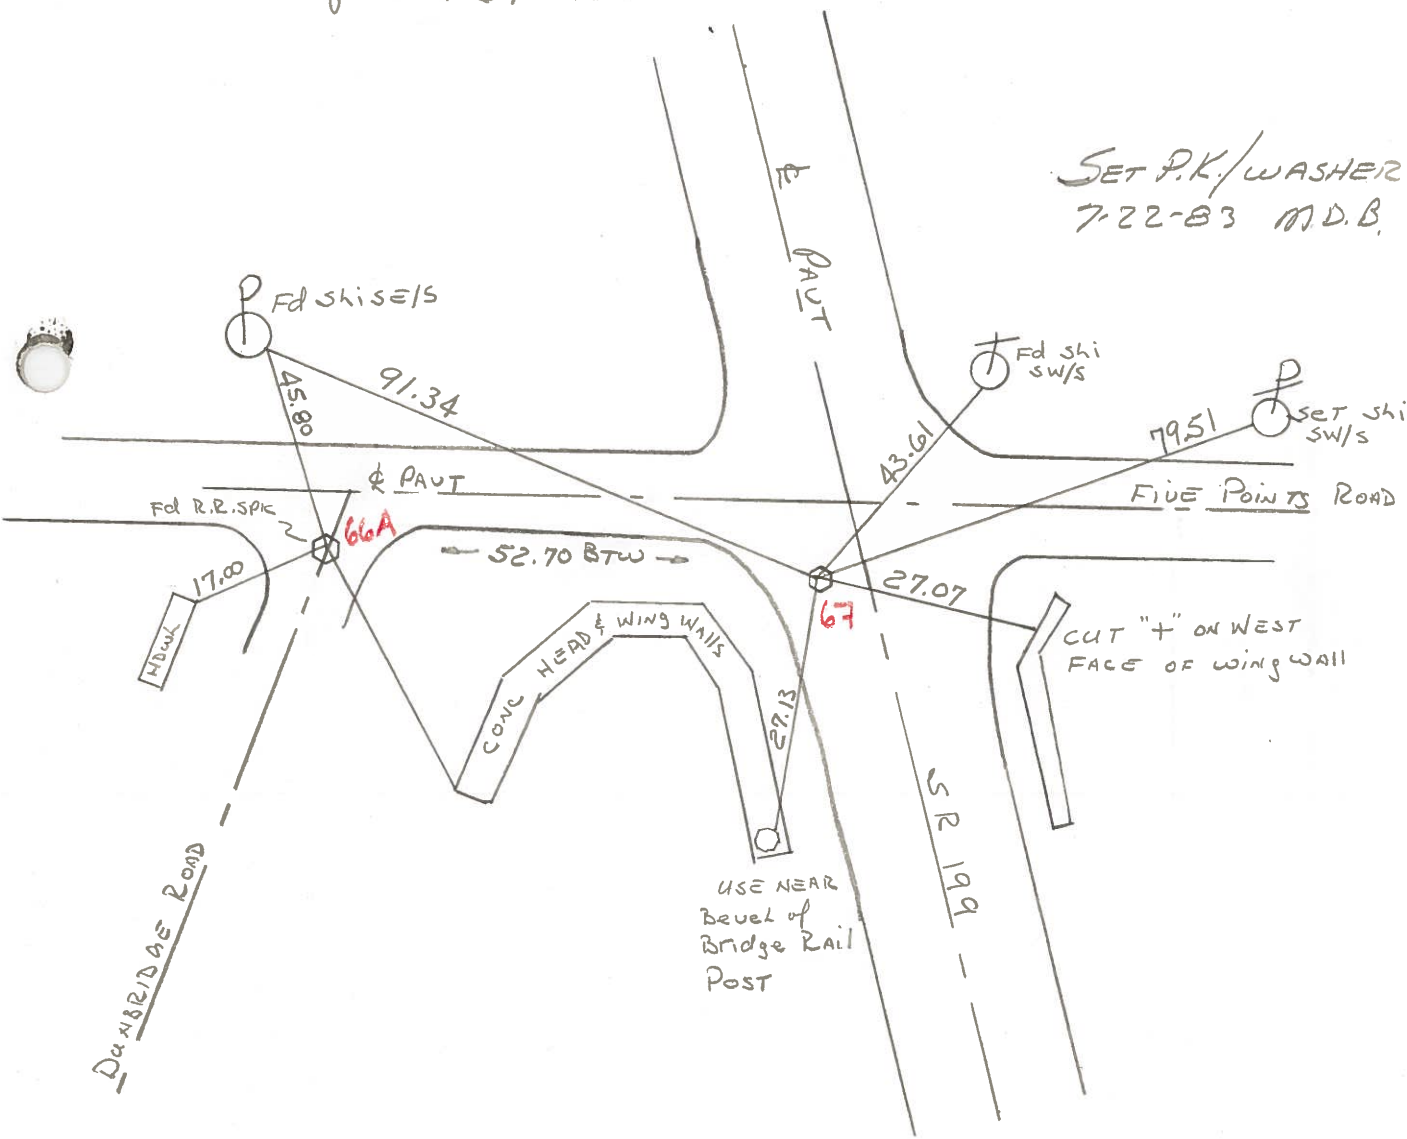 SET P.K./WASHER
7-22-83 M.D.B.
℄
PAVT
Fd shi SE/S
Fd shi
SW/S
SET shi
SW/S
45.80
91.34
43.61
79.51
℄ PAVT
FIVE POINTS ROAD
Fd R.R. SPK
66A
52.70 BTW
17.00
HDWL
67
27.07
CONC HEAD & WING WALLS
CUT "+" ON WEST
FACE OF WING WALL
27.13
SR 199
USE NEAR
Bevel of
Bridge Rail
POST
DUNBRIDGE ROAD